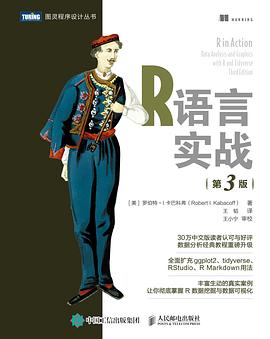 TURING
图灵程序设计丛书
MANNING
R in Action
Data Analysis and Graphics
with R and Tidyverse
Third Edition
R语言
实战
第3版
[美] 罗伯特·I.卡巴科弗 (Robert I. Kabacoff) 著
王韬 译
王小宁 审校
30万中文版读者认可与好评
数据分析经典教程重磅升级
全面扩充ggplot2、tidyverse、
RStudio、R Markdown用法
丰富生动的真实案例
让你彻底掌握 R 数据挖掘与数据可视化
中国工信出版集团
人民邮电出版社